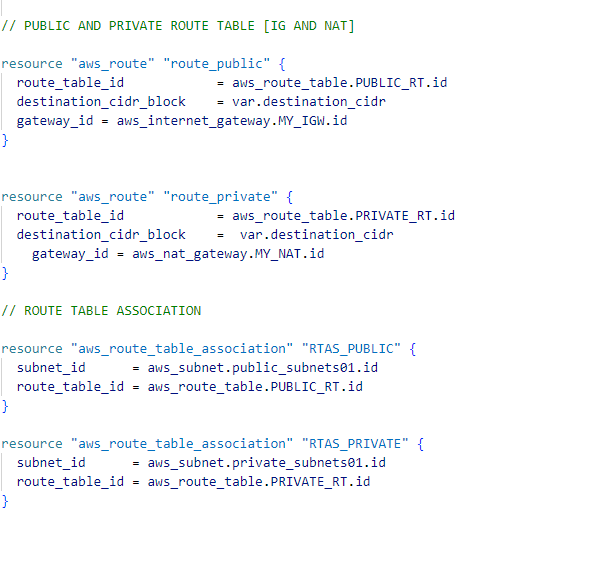 // PUBLIC AND PRIVATE ROUTE TABLE [IG AND NAT]
resource "aws_route" "route_public" {
  route_table_id            = aws_route_table.PUBLIC_RT.id
  destination_cidr_block    = var.destination_cidr
  gateway_id = aws_internet_gateway.MY_IGW.id
}
resource "aws_route" "route_private" {
  route_table_id            = aws_route_table.PRIVATE_RT.id
  destination_cidr_block    =  var.destination_cidr
    gateway_id = aws_nat_gateway.MY_NAT.id
}
// ROUTE TABLE ASSOCIATION
resource "aws_route_table_association" "RTAS_PUBLIC" {
  subnet_id      = aws_subnet.public_subnets01.id
  route_table_id = aws_route_table.PUBLIC_RT.id
}
resource "aws_route_table_association" "RTAS_PRIVATE" {
  subnet_id      = aws_subnet.private_subnets01.id
  route_table_id = aws_route_table.PRIVATE_RT.id
}